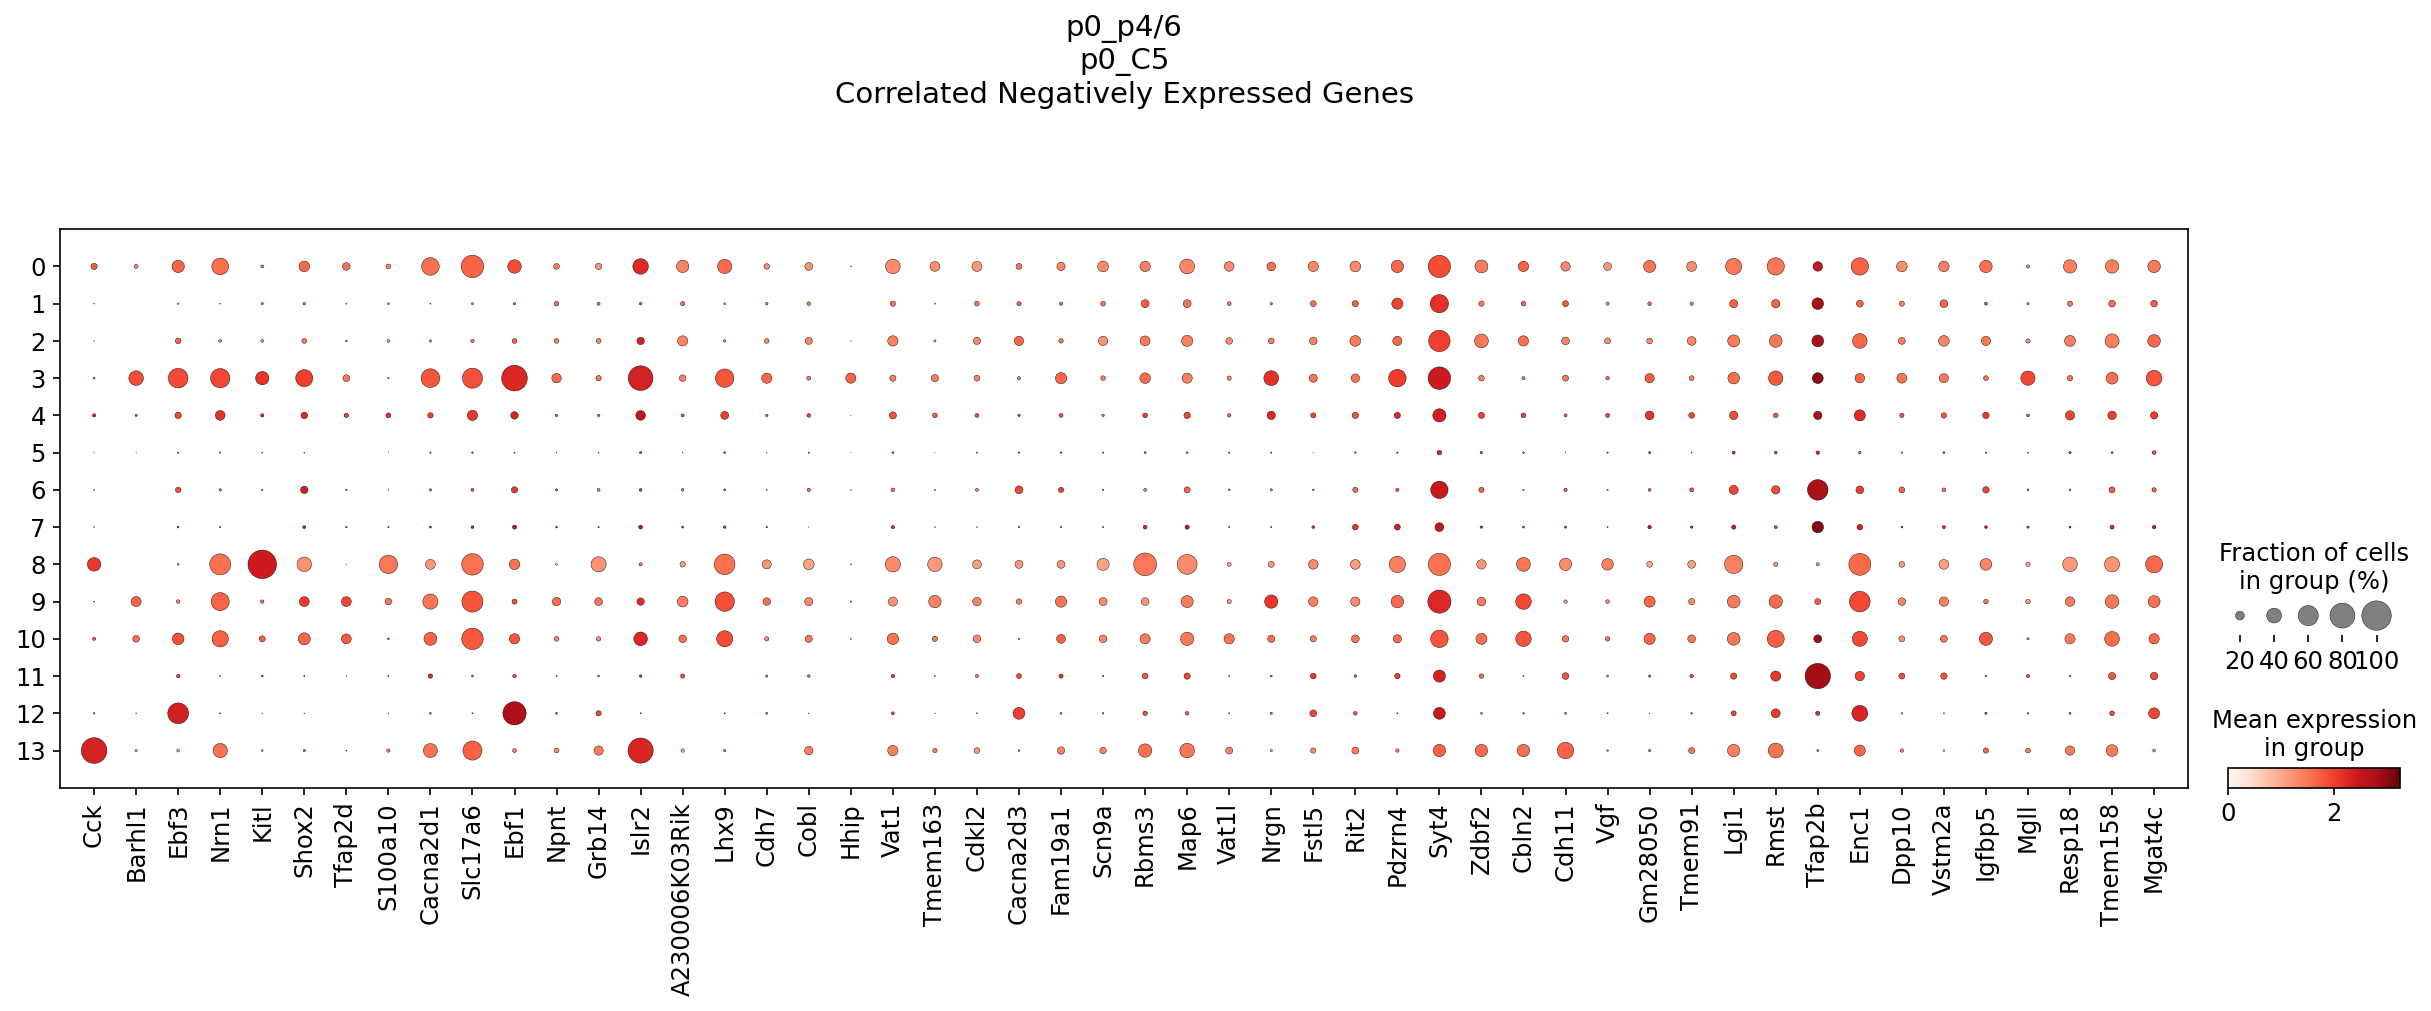 p0_p4/6
p0_C5
Correlated Negatively Expressed Genes
0
1
2
3
4
5
6
7
8
9
10
11
12
13
Cck
Barhl1
Ebf3
Nrn1
Kitl
Shox2
Tfap2d
S100a10
Cacna2d1
Slc17a6
Ebf1
Npnt
Grb14
Islr2
A230006K03Rik
Lhx9
Cdh7
Cobl
Hhip
Vat1
Tmem163
Cdkl2
Cacna2d3
Fam19a1
Scn9a
Rbms3
Map6
Vat1l
Nrgn
Fstl5
Rit2
Pdzrn4
Syt4
Zdbf2
Cbln2
Cdh11
Vgf
Gm28050
Tmem91
Lgi1
Rmst
Tfap2b
Enc1
Dpp10
Vstm2a
Igfbp5
Mgll
Resp18
Tmem158
Mgat4c
Fraction of cells
in group (%)
20 40 60 80 100
Mean expression
in group
0 2